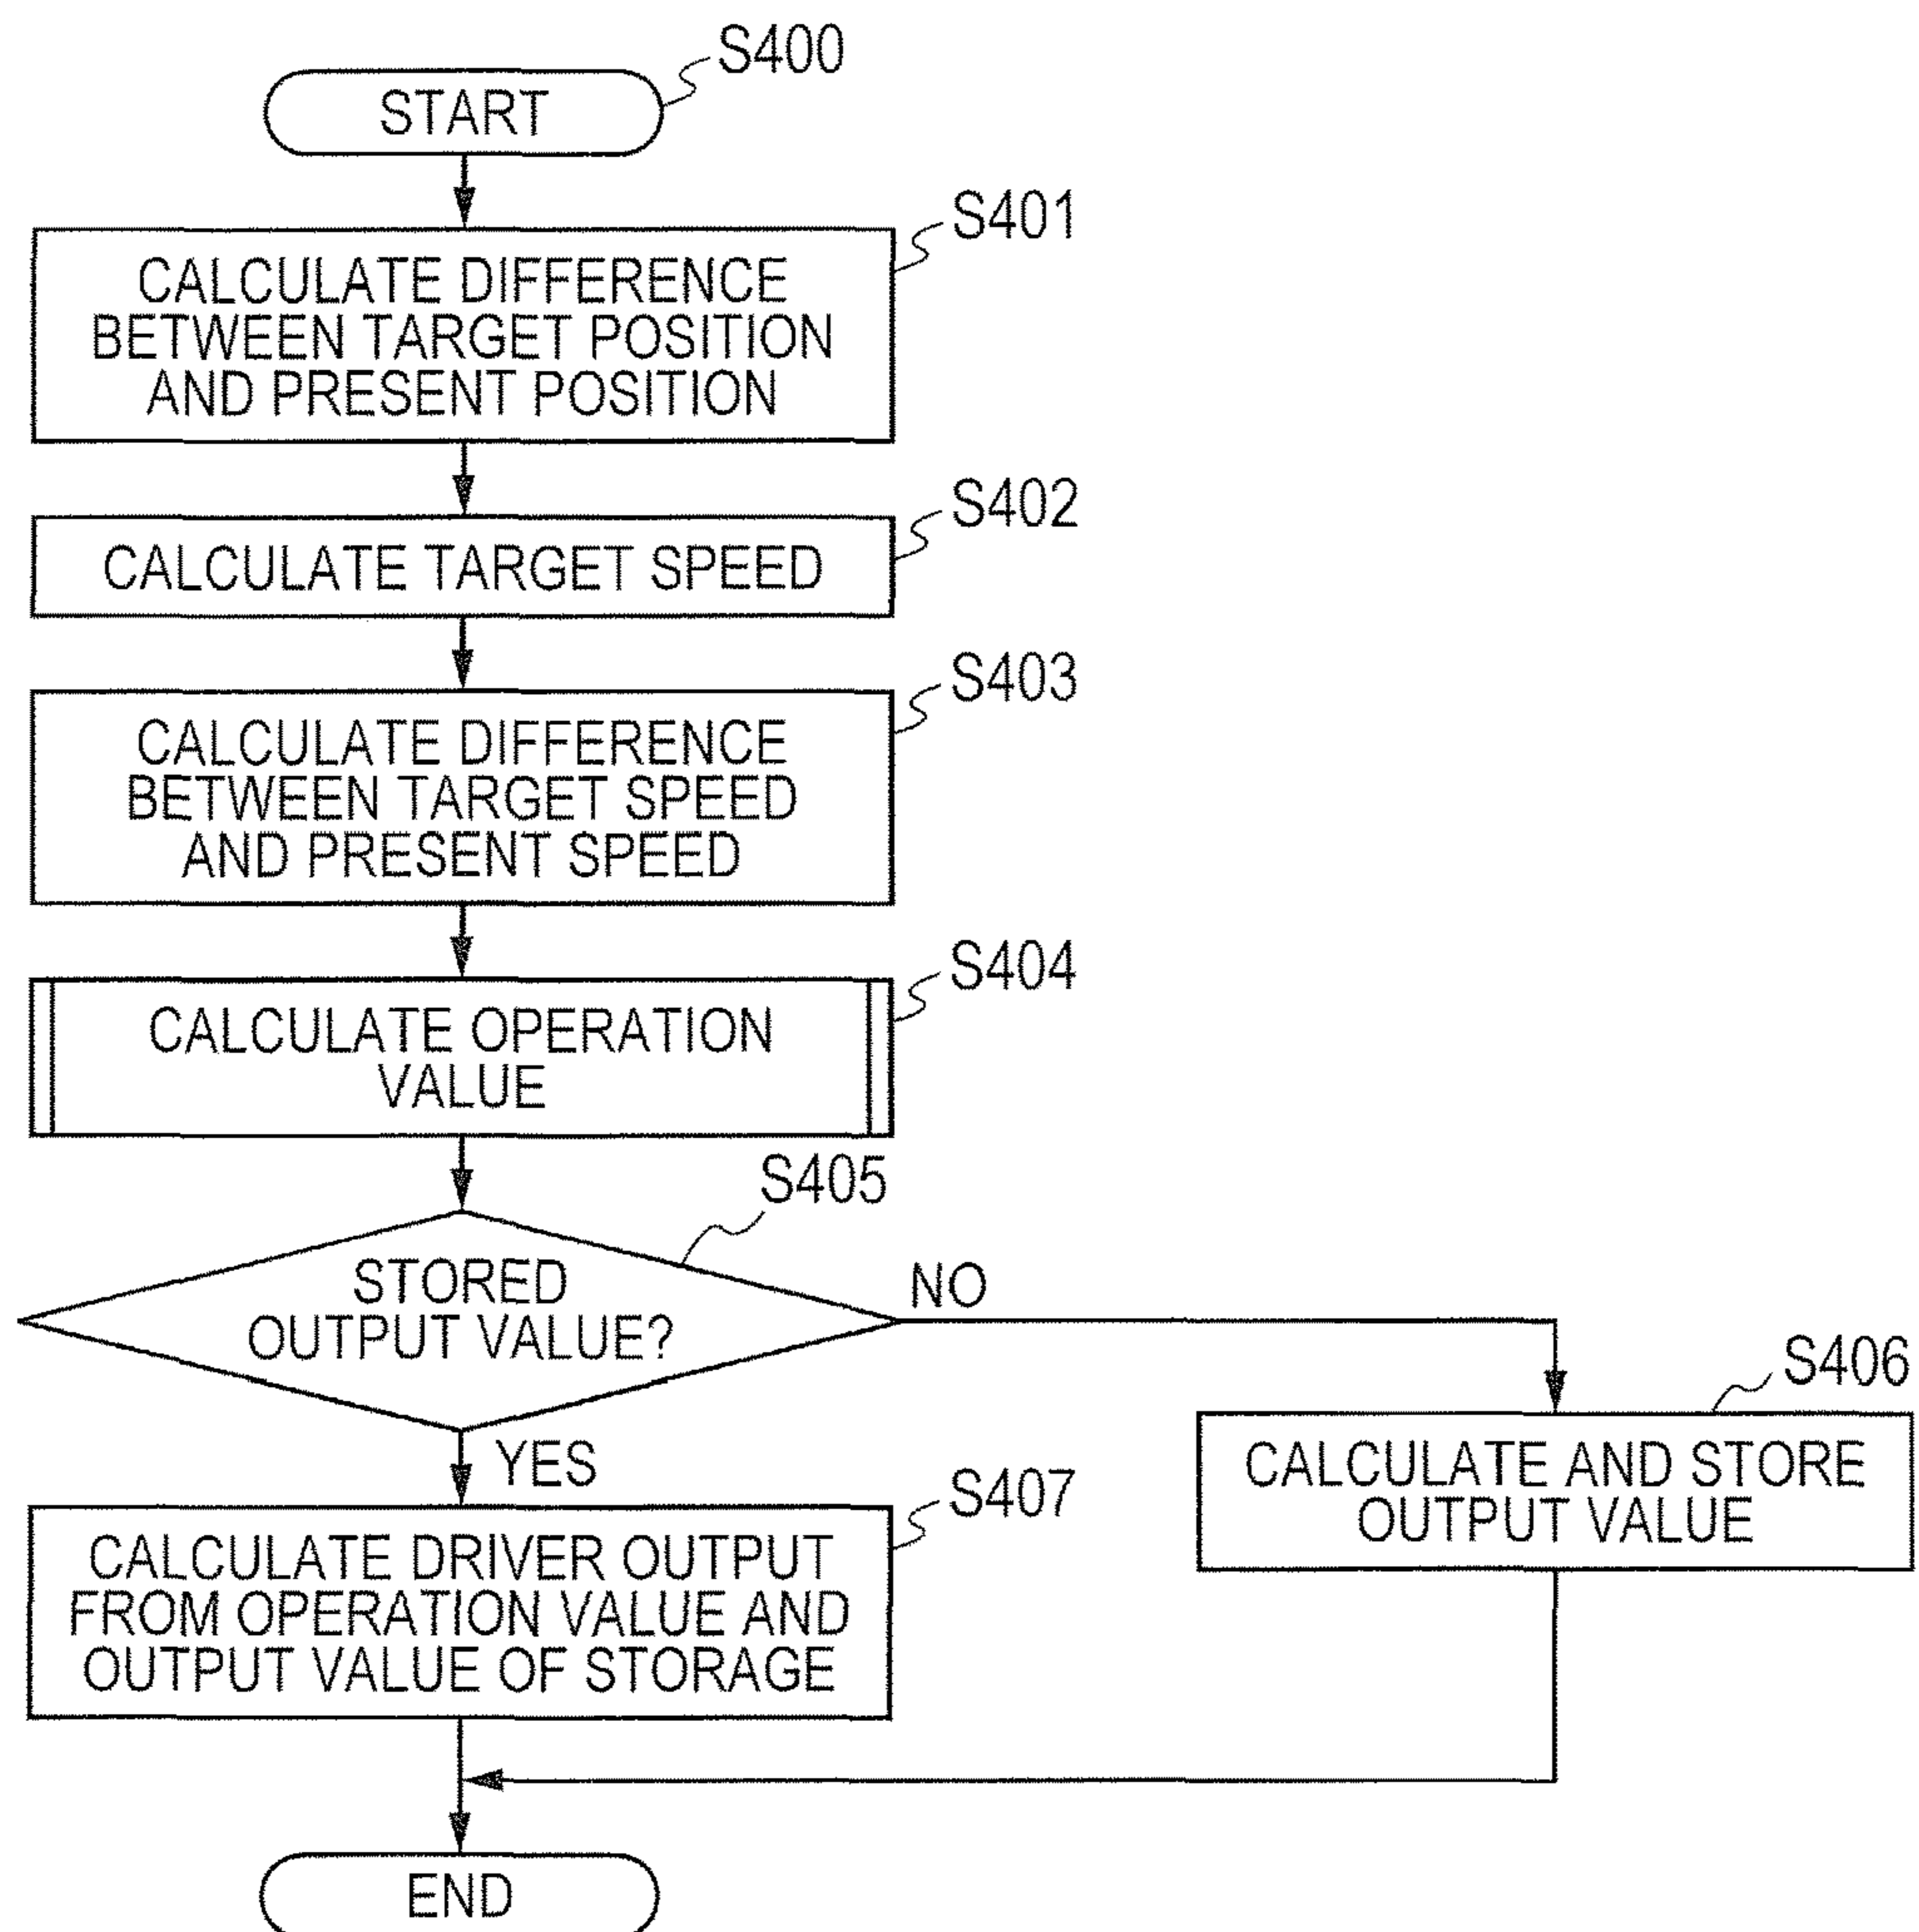 S400
START
S401
CALCULATE DIFFERENCE
BETWEEN TARGET POSITION
AND PRESENT POSITION
S402
CALCULATE TARGET SPEED
S403
CALCULATE DIFFERENCE
BETWEEN TARGET SPEED
AND PRESENT SPEED
S404
CALCULATE OPERATION
VALUE
S405
STORED
OUTPUT VALUE?
NO
S406
CALCULATE AND STORE
OUTPUT VALUE
YES
S407
CALCULATE DRIVER OUTPUT
FROM OPERATION VALUE AND
OUTPUT VALUE OF STORAGE
END